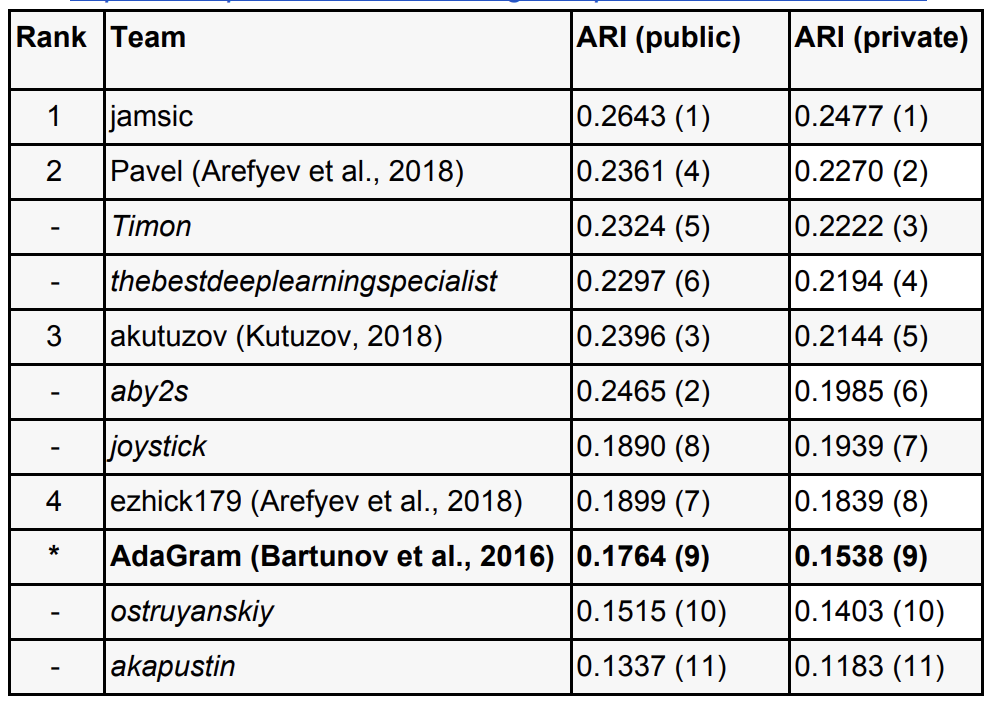 Rank Team ARI (public) ARI (private)
1 jamsic 0.2643 (1) 0.2477 (1)
2 Pavel (Arefyev et al., 2018) 0.2361 (4) 0.2270 (2)
- Timon 0.2324 (5) 0.2222 (3)
- thebestdeeplearningspecialist 0.2297 (6) 0.2194 (4)
3 akutuzov (Kutuzov, 2018) 0.2396 (3) 0.2144 (5)
- aby2s 0.2465 (2) 0.1985 (6)
- joystick 0.1890 (8) 0.1939 (7)
4 ezhick179 (Arefyev et al., 2018) 0.1899 (7) 0.1839 (8)
* AdaGram (Bartunov et al., 2016) 0.1764 (9) 0.1538 (9)
- ostruyanskiy 0.1515 (10) 0.1403 (10)
- akapustin 0.1337 (11) 0.1183 (11)